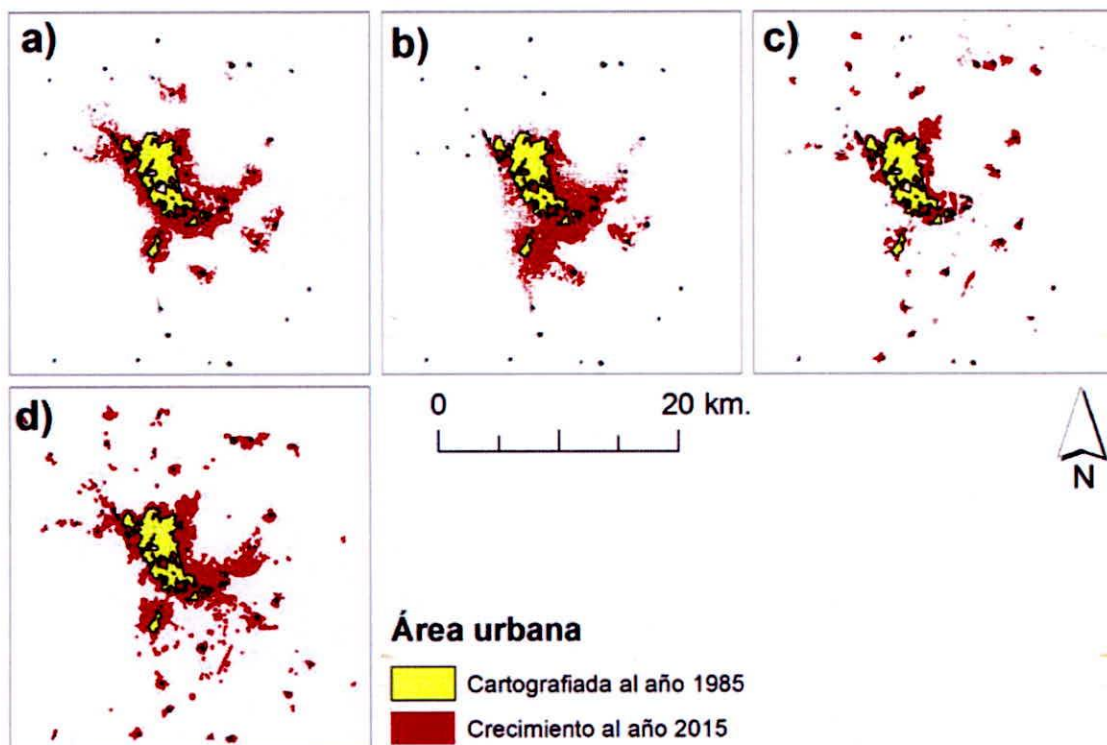 a)
b)
c)
d)
0 20 km.
N
Área urbana
Cartografiada al año 1985
Crecimiento al año 2015